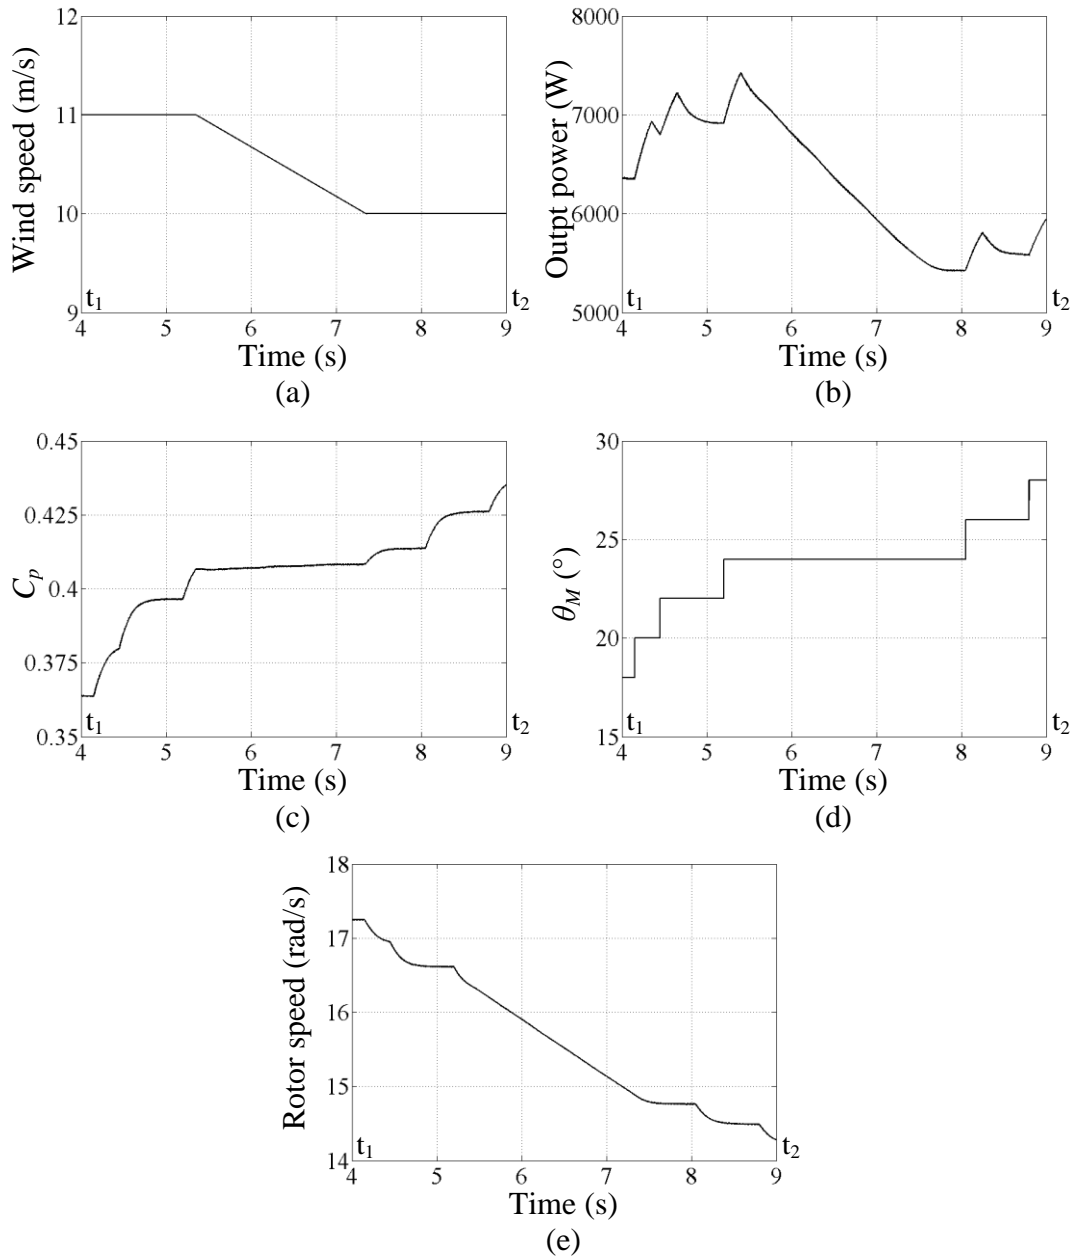 12
11
10
9
Wind speed (m/s)
t1
t2
4 5 6 7 8 9
Time (s)
(a)
8000
7000
6000
5000
Outpt power (W)
t1
t2
4 5 6 7 8 9
Time (s)
(b)
0.45
0.425
0.4
0.375
0.35
Cp
t1
t2
4 5 6 7 8 9
Time (s)
(c)
30
25
20
15
θM (°)
t1
t2
4 5 6 7 8 9
Time (s)
(d)
18
17
16
15
14
Rotor speed (rad/s)
t1
t2
4 5 6 7 8 9
Time (s)
(e)